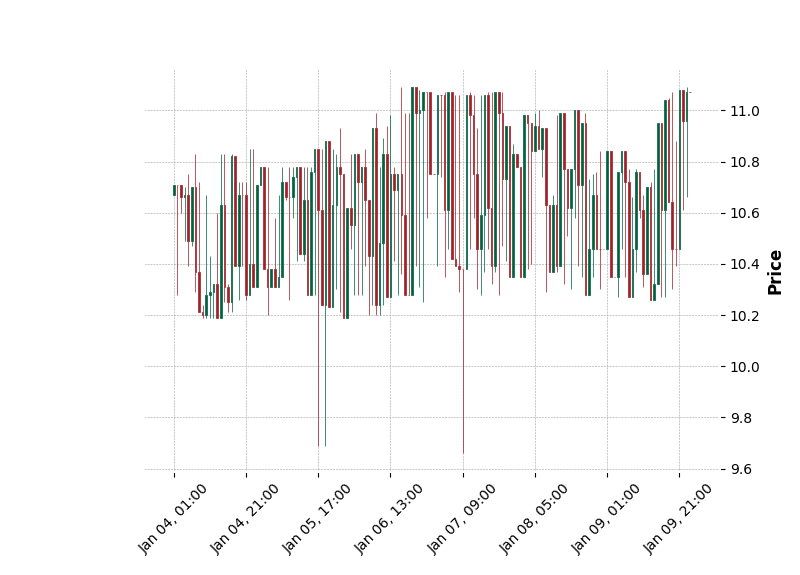 11.0
10.8
10.6
10.4
10.2
10.0
9.8
9.6
Price
Jan 04, 01:00
Jan 04, 21:00
Jan 05, 17:00
Jan 06, 13:00
Jan 07, 09:00
Jan 08, 05:00
Jan 09, 01:00
Jan 09, 21:00